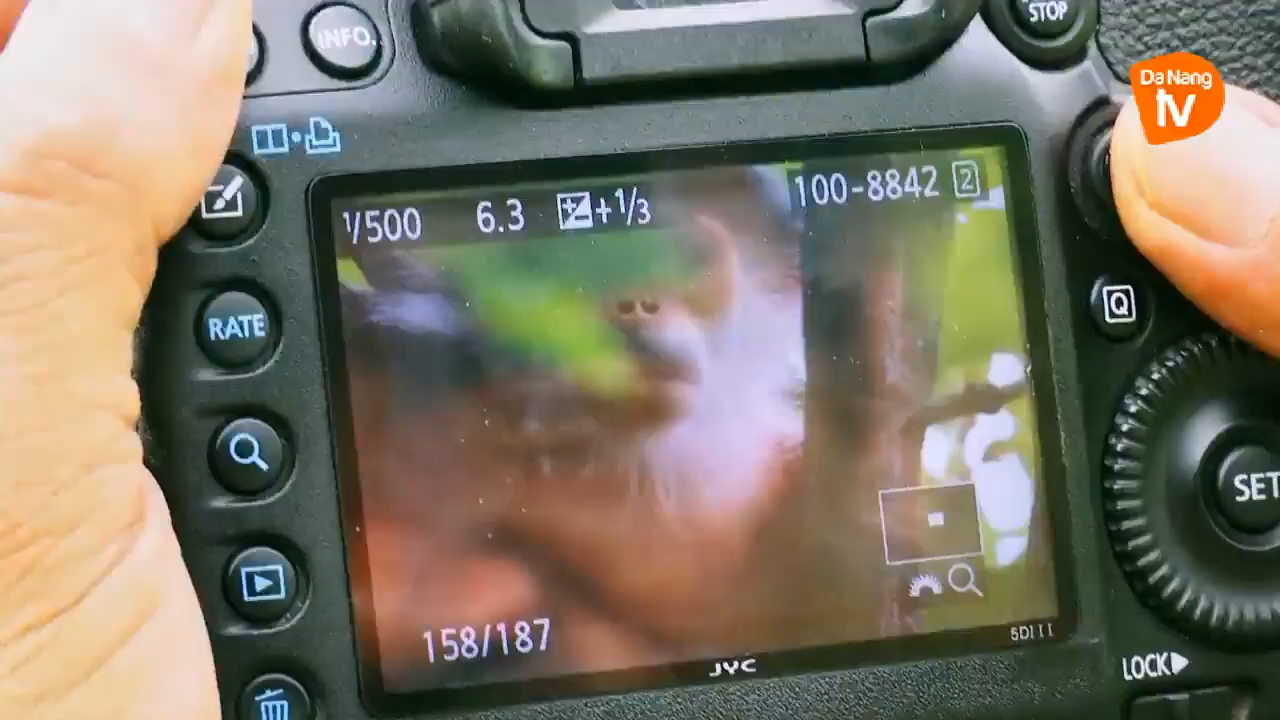 INFO.
STOP
Da Nang
tv
1/500 6.3 +1/3 100-8842 2
RATE
Q
SET
158/187
5DIII
JYC
LOCK